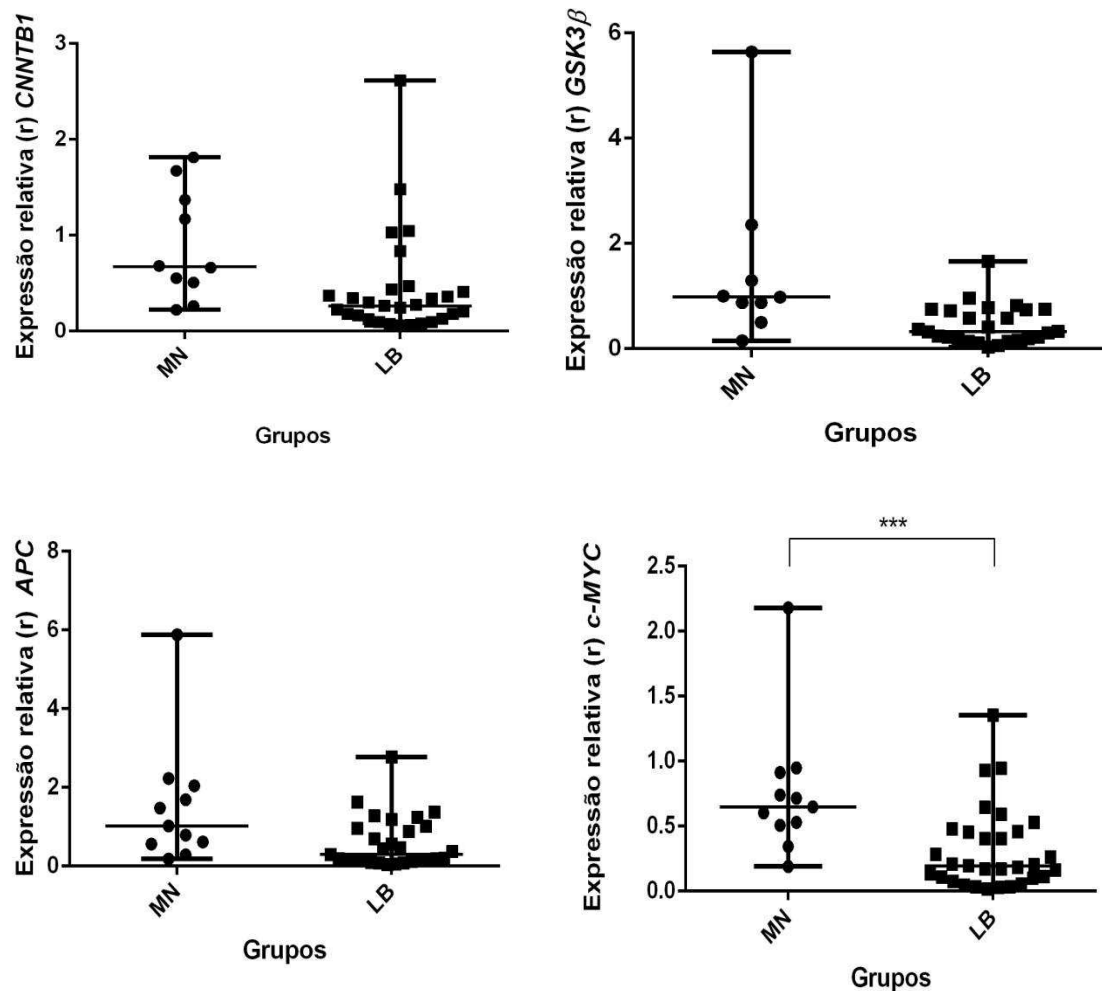 Expressão relativa (r) CNNTB1
3
2
1
0
MN
LB
Grupos
Expressão relativa (r) GSK3β
6
4
2
0
MN
LB
Grupos
Expressão relativa (r) APC
8
6
4
2
0
MN
LB
Grupos
***
Expressão relativa (r) c-MYC
2.5
2.0
1.5
1.0
0.5
0.0
MN
LB
Grupos